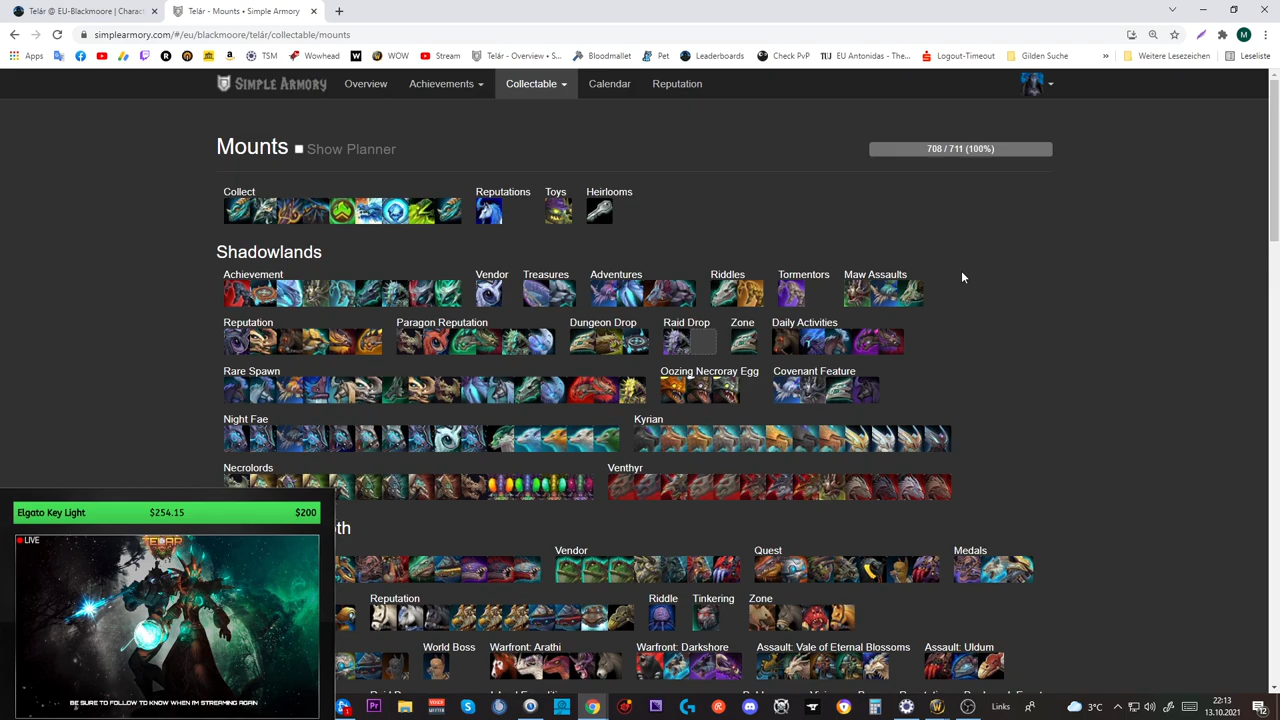 Telár @ EU-Blackmoore | Charac
Telár - Mounts • Simple Armory
simplearmory.com/#/eu/blackmoore/telár/collectable/mounts
Apps
TSM
Wowhead
WOW
Stream
Telár - Overview • S...
Bloodmallet
Pet
Leaderboards
Check PvP
EU Antonidas - The...
Logout-Timeout
Gilden Suche
»
Weitere Lesezeichen
Leseliste
SIMPLE ARMORY
Overview
Achievements
Collectable
Calendar
Reputation
Mounts
Show Planner
708 / 711 (100%)
Collect
Reputations
Toys
Heirlooms
Shadowlands
Achievement
Vendor
Treasures
Adventures
Riddles
Tormentors
Maw Assaults
Reputation
Paragon Reputation
Dungeon Drop
Raid Drop
Zone
Daily Activities
Rare Spawn
Oozing Necroray Egg
Covenant Feature
Night Fae
Kyrian
Necrolords
Venthyr
Elgato Key Light
$254.15
$200
LIVE
TELAR
BE SURE TO FOLLOW TO KNOW WHEN I'M STREAMING AGAIN
oth
Vendor
Quest
Medals
Reputation
Riddle
Tinkering
Zone
World Boss
Warfront: Arathi
Warfront: Darkshore
Assault: Vale of Eternal Blossoms
Assault: Uldum
Links
3°C
22:13
13.10.2021